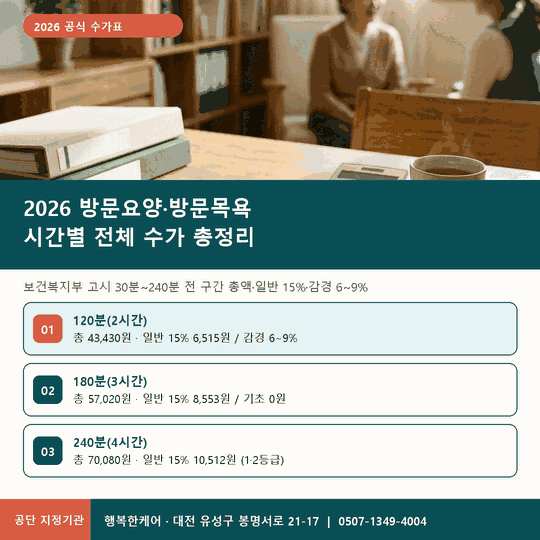 2026 공식 수가표
2026 방문요양·방문목욕
시간별 전체 수가 총정리
보건복지부 고시 30분~240분 전 구간 총액·일반 15%·감경 6~9%
01
120분(2시간)
총 43,430원 · 일반 15% 6,515원 / 감경 6~9%
02
180분(3시간)
총 57,020원 · 일반 15% 8,553원 / 기초 0원
03
240분(4시간)
총 70,080원 · 일반 15% 10,512원 (1·2등급)
공단 지정기관
행복한케어 · 대전 유성구 봉명서로 21-17 | 0507-1349-4004